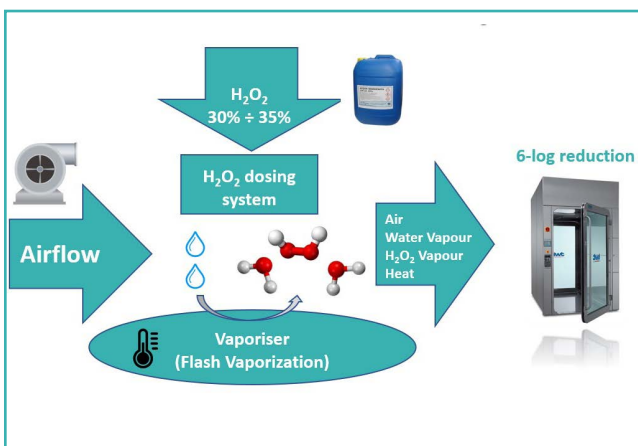 H₂O₂
30% ÷ 35%
6-log reduction
H₂O₂ dosing
system
Airflow
Air
Water Vapour
H₂O₂ Vapour
Heat
Vaporiser
(Flash Vaporization)